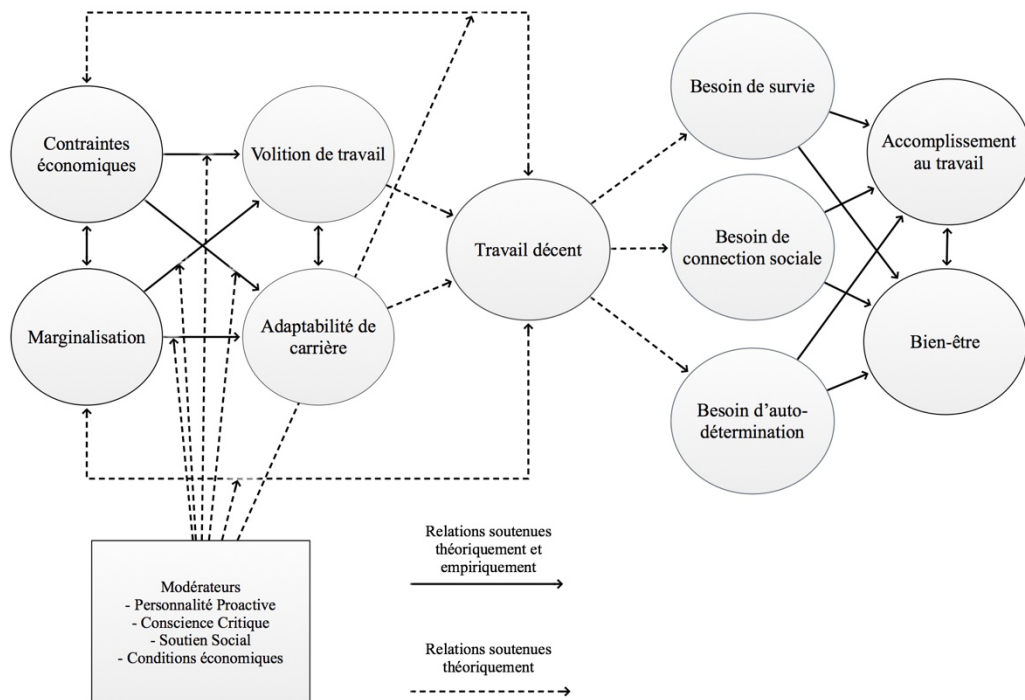 Contraintes
économiques
Volition de travail
Marginalisation
Adaptabilité de
carrière
Travail décent
Besoin de survie
Besoin de
connection sociale
Besoin d'auto-
détermination
Accomplissement
au travail
Bien-être
Modérateurs
- Personnalité Proactive
- Conscience Critique
- Soutien Social
- Conditions économiques
Relations soutenues
théoriquement et
empiriquement
Relations soutenues
théoriquement